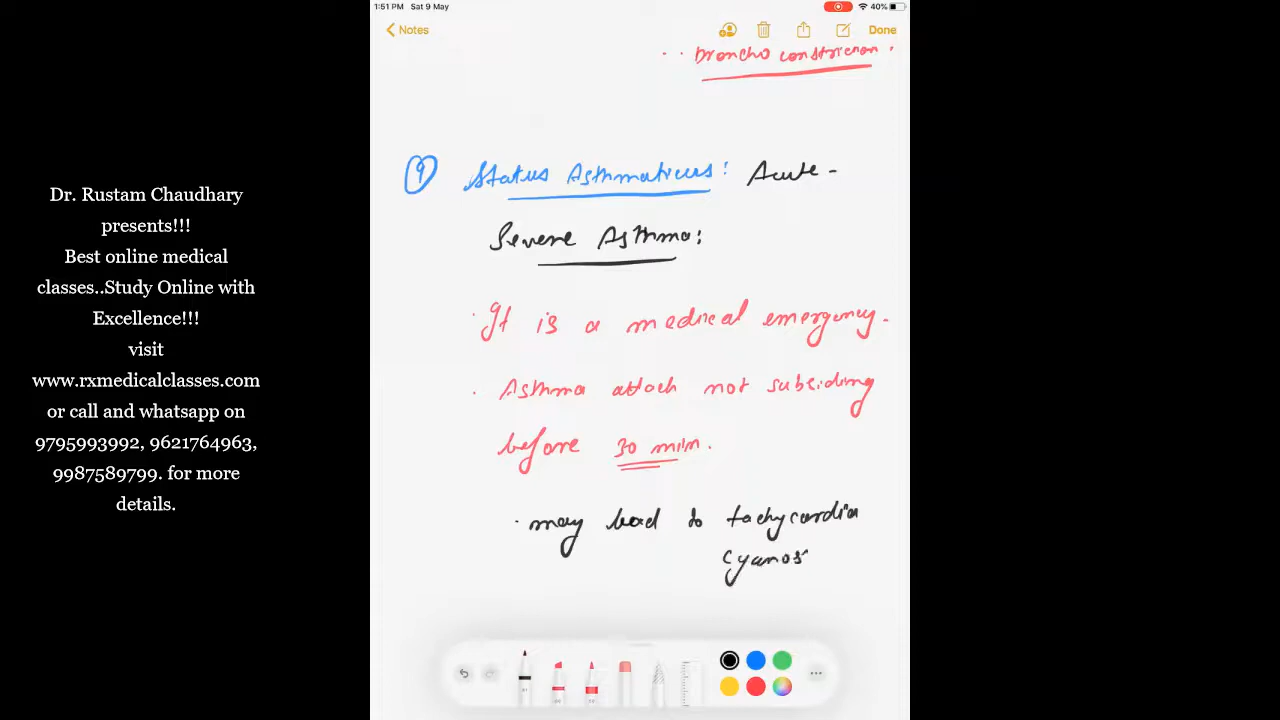 1:51 PM Sat 9 May
40%
Notes
Done
Broncho constriction
Dr. Rustam Chaudhary
presents!!!
Best online medical
classes..Study Online with
Excellence!!!
visit
www.rxmedicalclasses.com
or call and whatsapp on
9795993992, 9621764963,
9987589799. for more
details.
9 Status Asthmaticus: Acute -
Severe Asthma:
· It is a medical emergency.
· Asthma attack not subsiding
before 30 min.
· may lead to tachycardia
cyanos